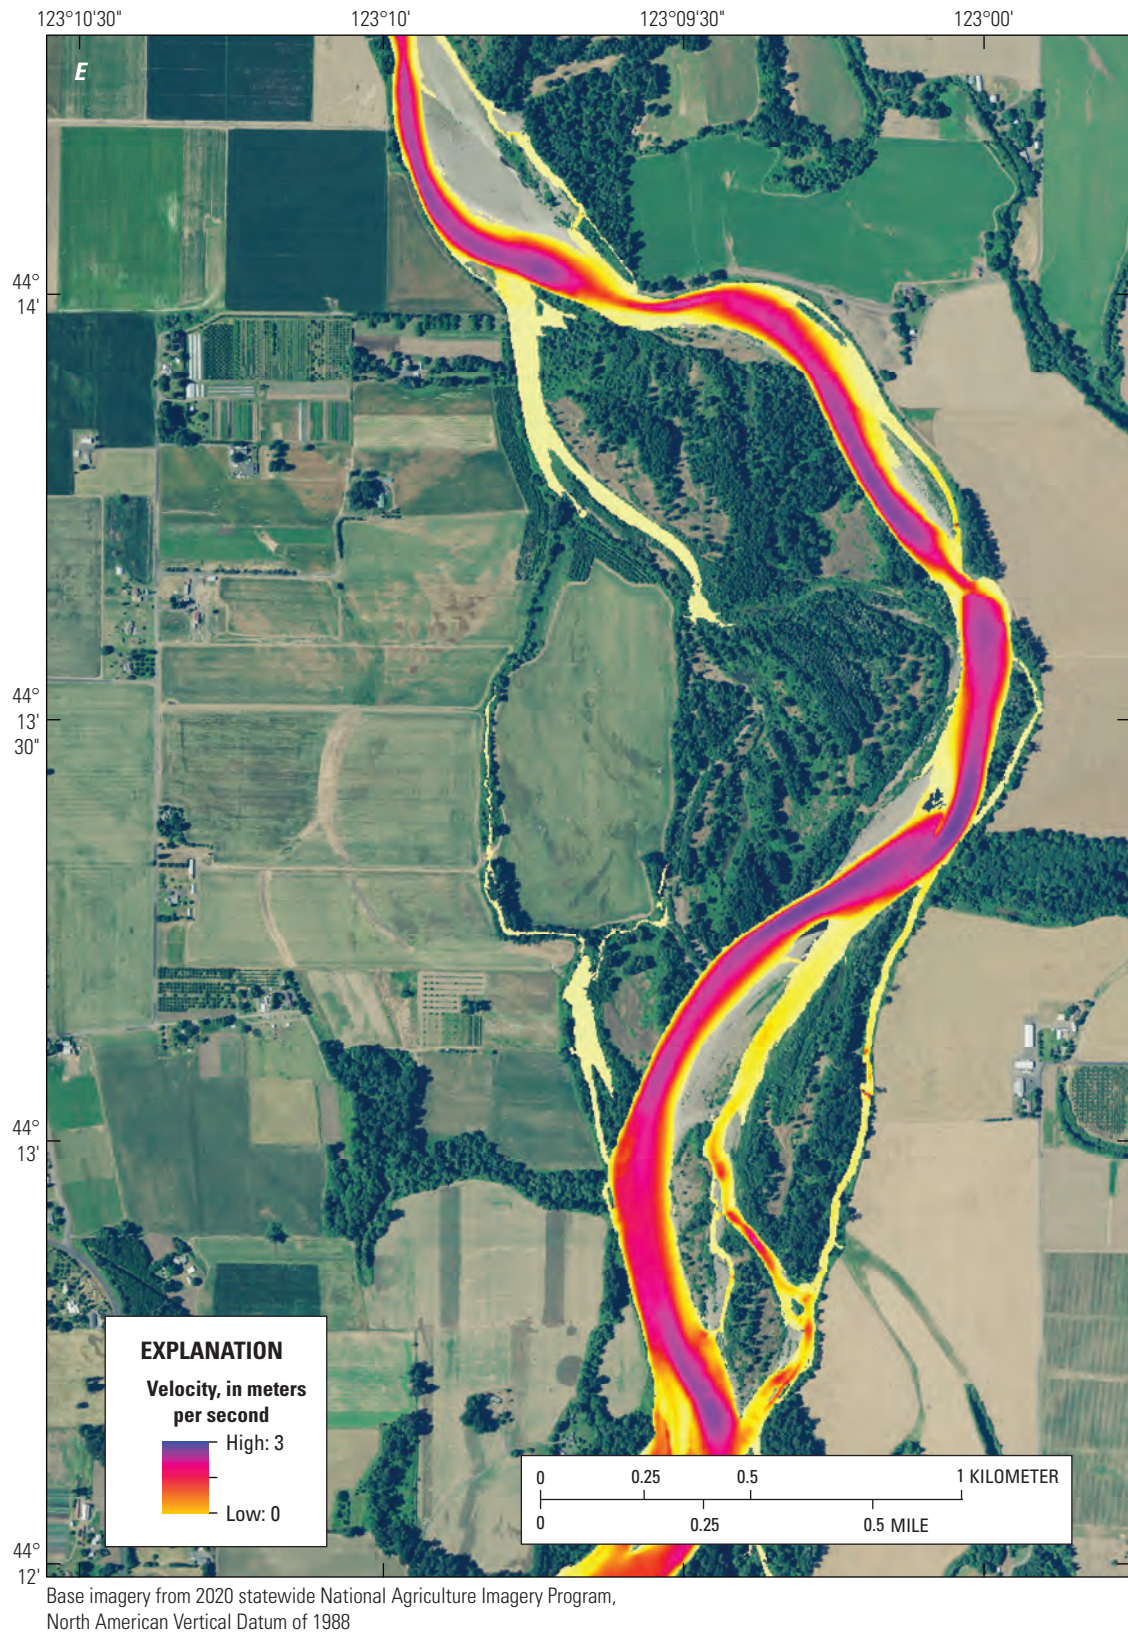 123°10'30" 123°10' 123°09'30" 123°00'
E
44°
14'
44°
13'
30"
44°
13'
44°
12'
EXPLANATION
Velocity, in meters
per second
High: 3
Low: 0
0 0.25 0.5 1 KILOMETER
0 0.25 0.5 MILE
Base imagery from 2020 statewide National Agriculture Imagery Program,
North American Vertical Datum of 1988